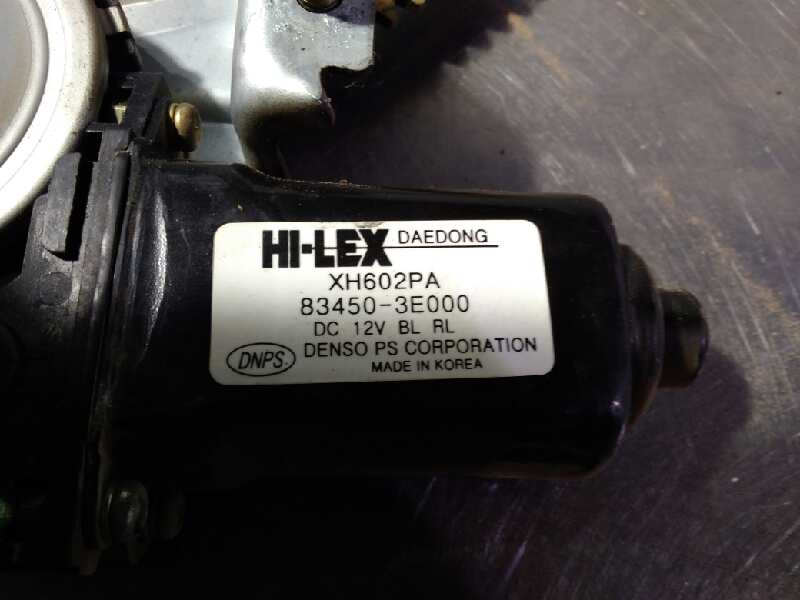 HI-LEX DAEDONG
XH602PA
83450-3E000
DC 12V BL RL
DNPS. DENSO PS CORPORATION
MADE IN KOREA